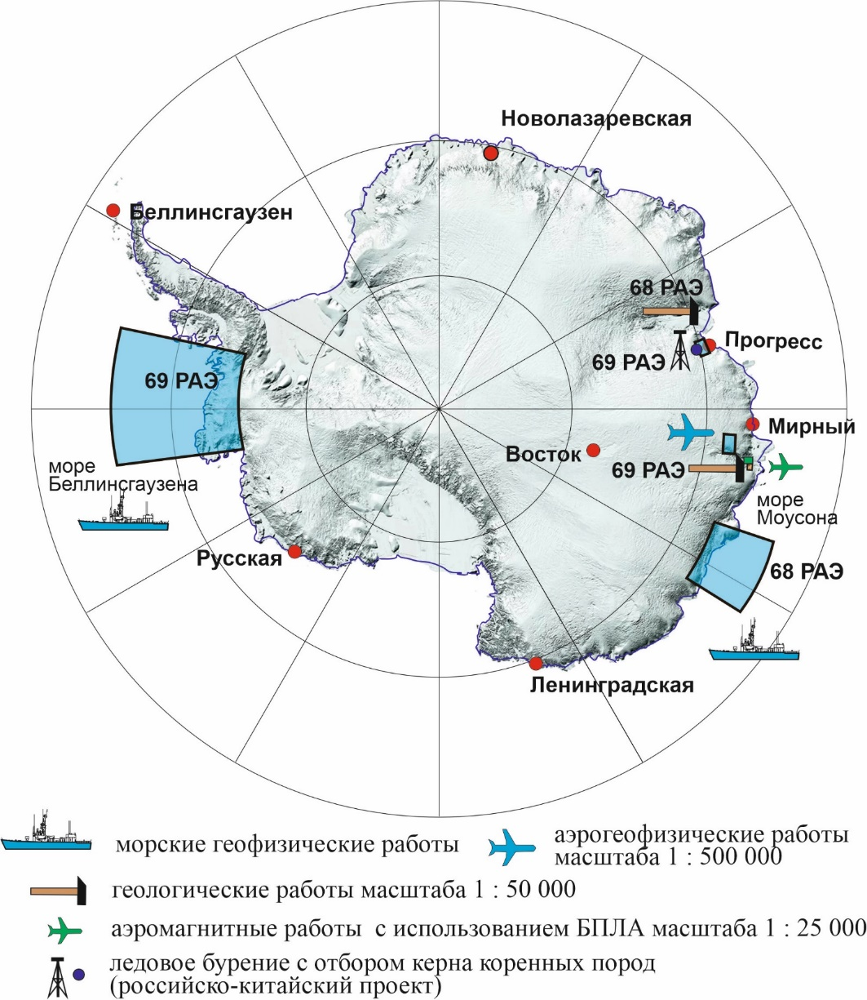 Новолазаревская
Беллинсгаузен
68 РАЭ
Прогресс
69 РАЭ
69 РАЭ
Мирный
Восток
69 РАЭ
море
Беллинсгаузена
море
Моусона
Русская
68 РАЭ
Ленинградская
морские геофизические работы
аэрогеофизические работы
масштаба 1 : 500 000
геологические работы масштаба 1 : 50 000
аэромагнитные работы с использованием БПЛА масштаба 1 : 25 000
ледовое бурение с отбором керна коренных пород
(российско-китайский проект)